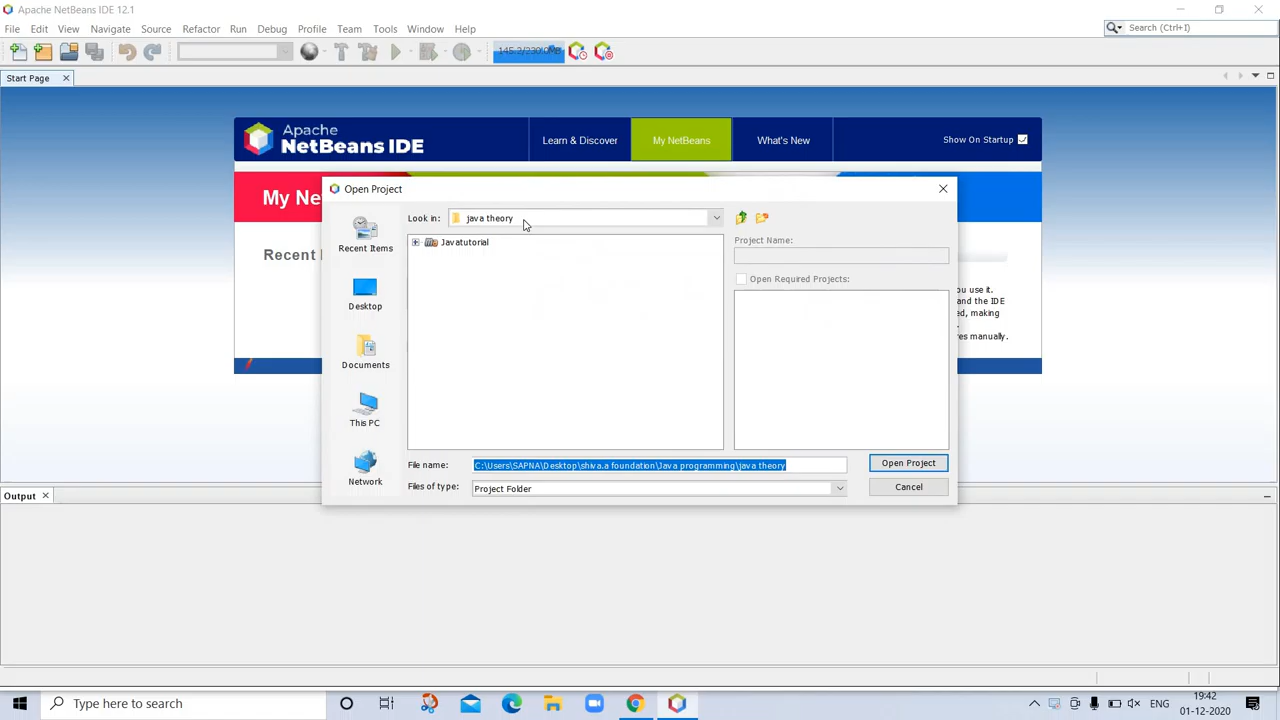 Apache NetBeans IDE 12.1
File Edit View Navigate Source Refactor Run Debug Profile Team Tools Window Help
Search (Ctrl+I)
Start Page
Apache
NetBeans IDE
Learn & Discover
My NetBeans
What's New
Show On Startup
My Ne
Recent
Open Project
Look in:
java theory
Javatutorial
Recent Items
Desktop
Documents
This PC
Network
Project Name:
Open Required Projects:
you use it.
and the IDE
ed, making
es manually.
File name:
C:\Users\SAPNA\Desktop\shiva.a foundation\Java programming\java theory
Files of type:
Project Folder
Open Project
Cancel
Output
Type here to search
ENG
19:42
01-12-2020